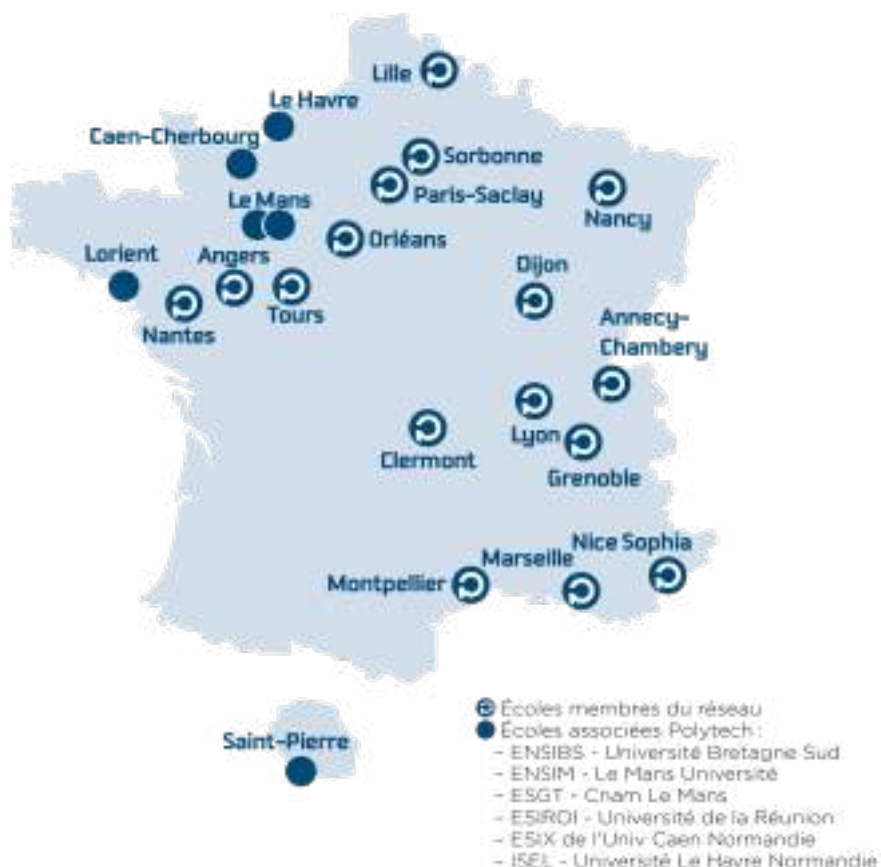 Lille
Le Havre
Caen-Cherbourg
Sorbonne
Paris-Saclay
Nancy
Le Mans
Orléans
Lorient
Angers
Dijon
Nantes
Tours
Annecy-
Chambery
Lyon
Clermont
Grenoble
Nice Sophia
Marseille
Montpellier
Saint-Pierre
Écoles membres du réseau
Écoles associées Polytech :
- ENSIBS - Université Bretagne Sud
- ENSIM - Le Mans Université
- ESGT - Cnam Le Mans
- ESIROI - Université de la Réunion
- ESIX de l'Univ Caen Normandie
- ISEL - Université Le Havre Normandie